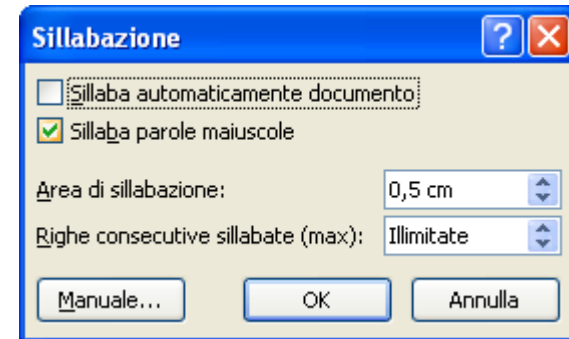 Sillabazione
Sillaba automaticamente documento
Sillaba parole maiuscole
Area di sillabazione: 0,5 cm
Righe consecutive sillabate (max): Illimitate
Manuale... OK Annulla